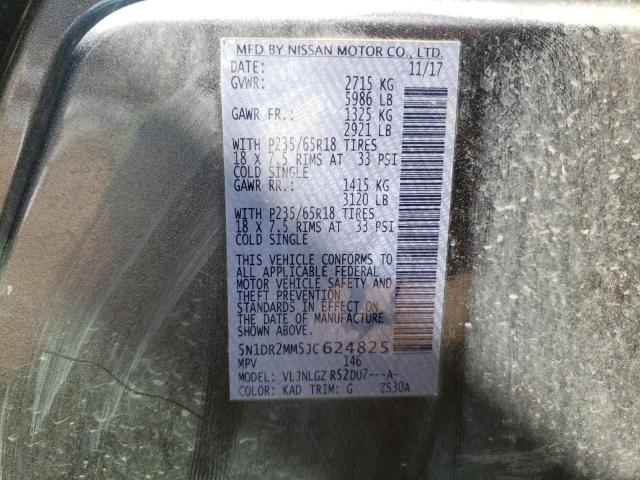 MFD BY NISSAN MOTOR CO., LTD.
DATE: 11/17
GVWR: 2715 KG
5986 LB
GAWR FR.: 1325 KG
2921 LB
WITH P235/65R18 TIRES
18 X 7.5 RIMS AT 33 PSI
COLD SINGLE
GAWR RR.: 1415 KG
3120 LB
WITH P235/65R18 TIRES
18 X 7.5 RIMS AT 33 PSI
COLD SINGLE
THIS VEHICLE CONFORMS TO
ALL APPLICABLE FEDERAL
MOTOR VEHICLE SAFETY AND
THEFT PREVENTION
STANDARDS IN EFFECT ON
THE DATE OF MANUFACTURE
SHOWN ABOVE.
5N1DR2MM5JC624825
MPV 146
MODEL: VLJNLGZ R52DU7---A-
COLOR: KAD TRIM: G ZS30A